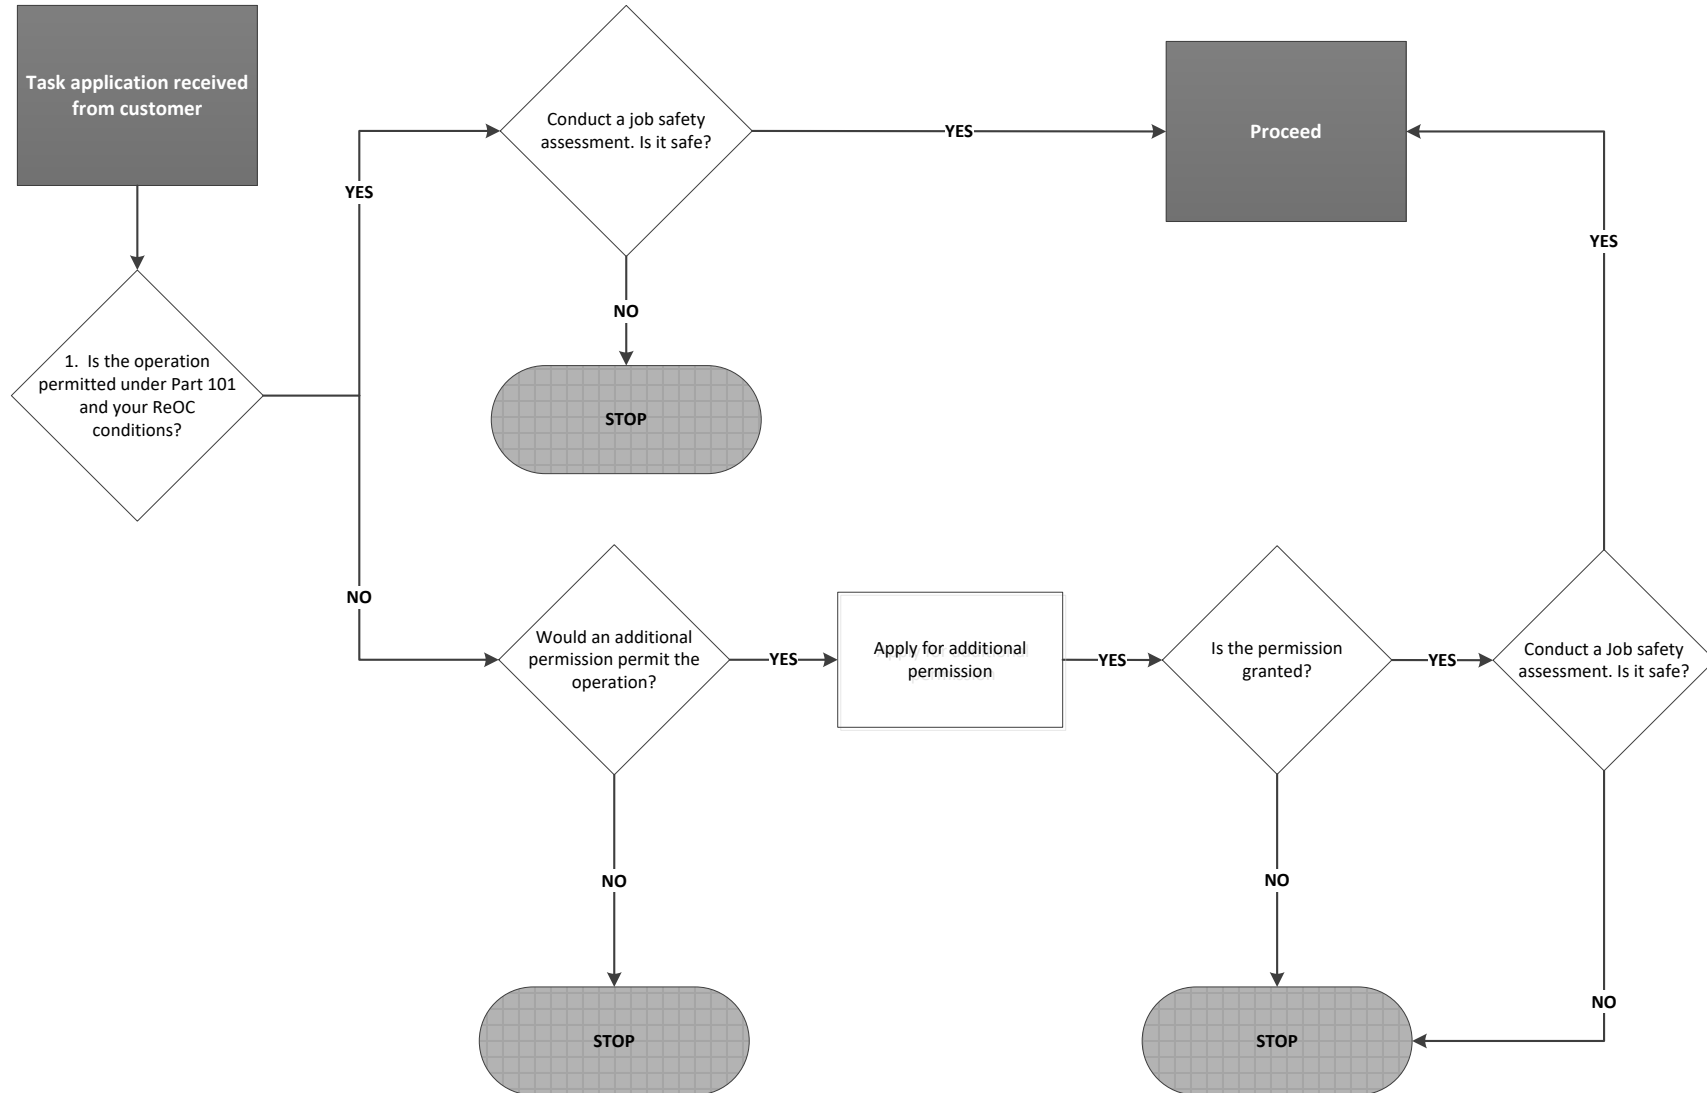 Task application received
from customer
Conduct a job safety
assessment. Is it safe?
YES
Proceed
YES
YES
NO
1. Is the operation
permitted under Part 101
and your ReOC
conditions?
STOP
NO
Would an additional
permission permit the
operation?
YES
Apply for additional
permission
YES
Is the permission
granted?
YES
Conduct a Job safety
assessment. Is it safe?
NO
NO
NO
STOP
STOP